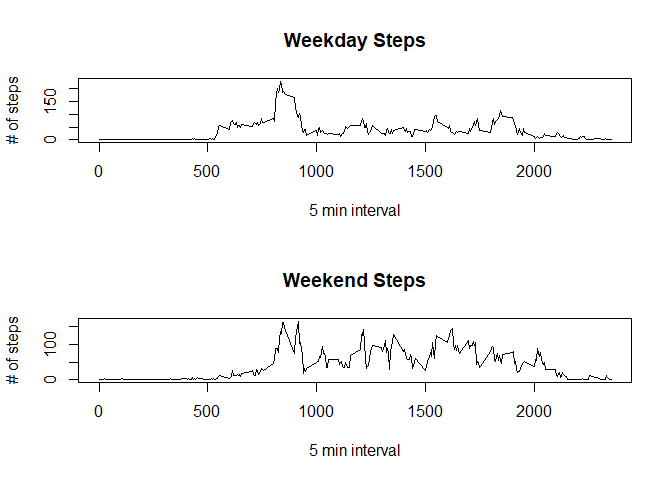 Weekday Steps
# of steps
150
0
0 500 1000 1500 2000
5 min interval
Weekend Steps
# of steps
100
0
0 500 1000 1500 2000
5 min interval